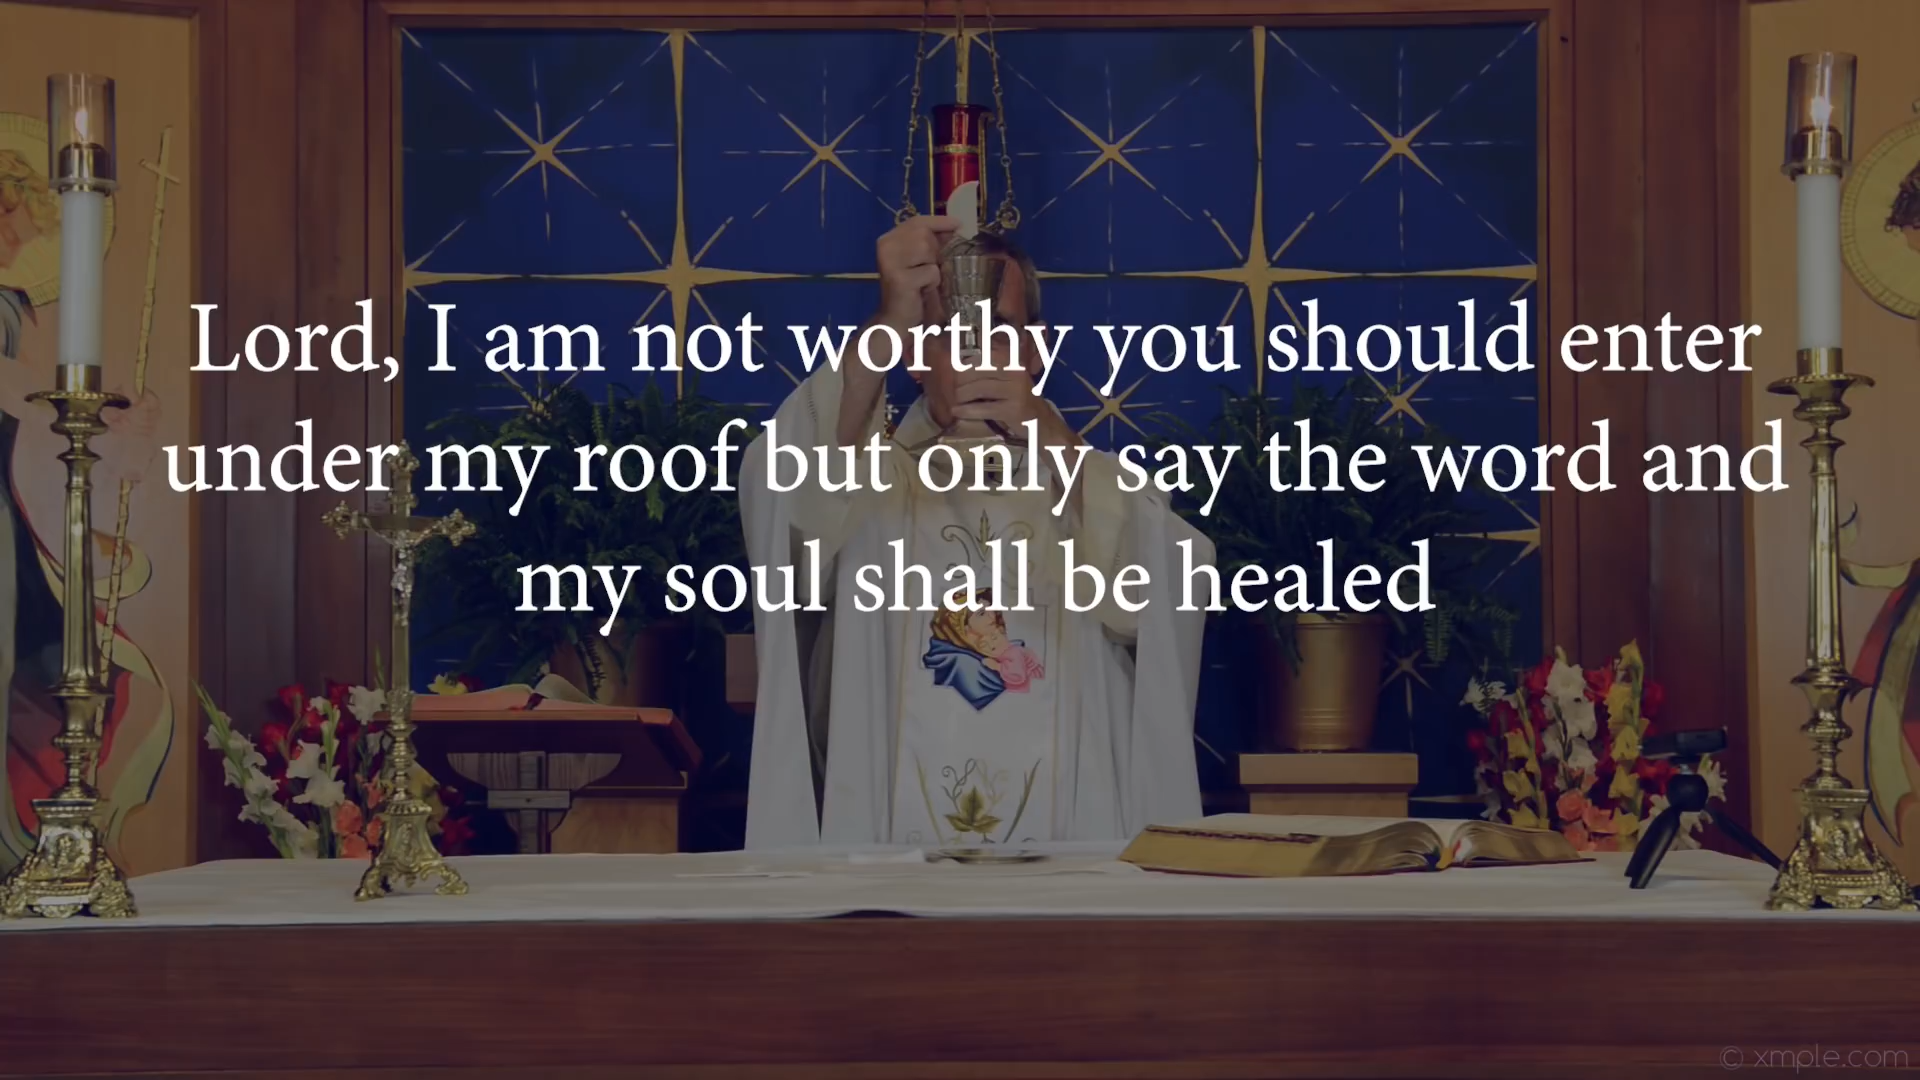 Lord, I am not worthy you should enter
under my roof but only say the word and
my soul shall be healed
© xmple.com